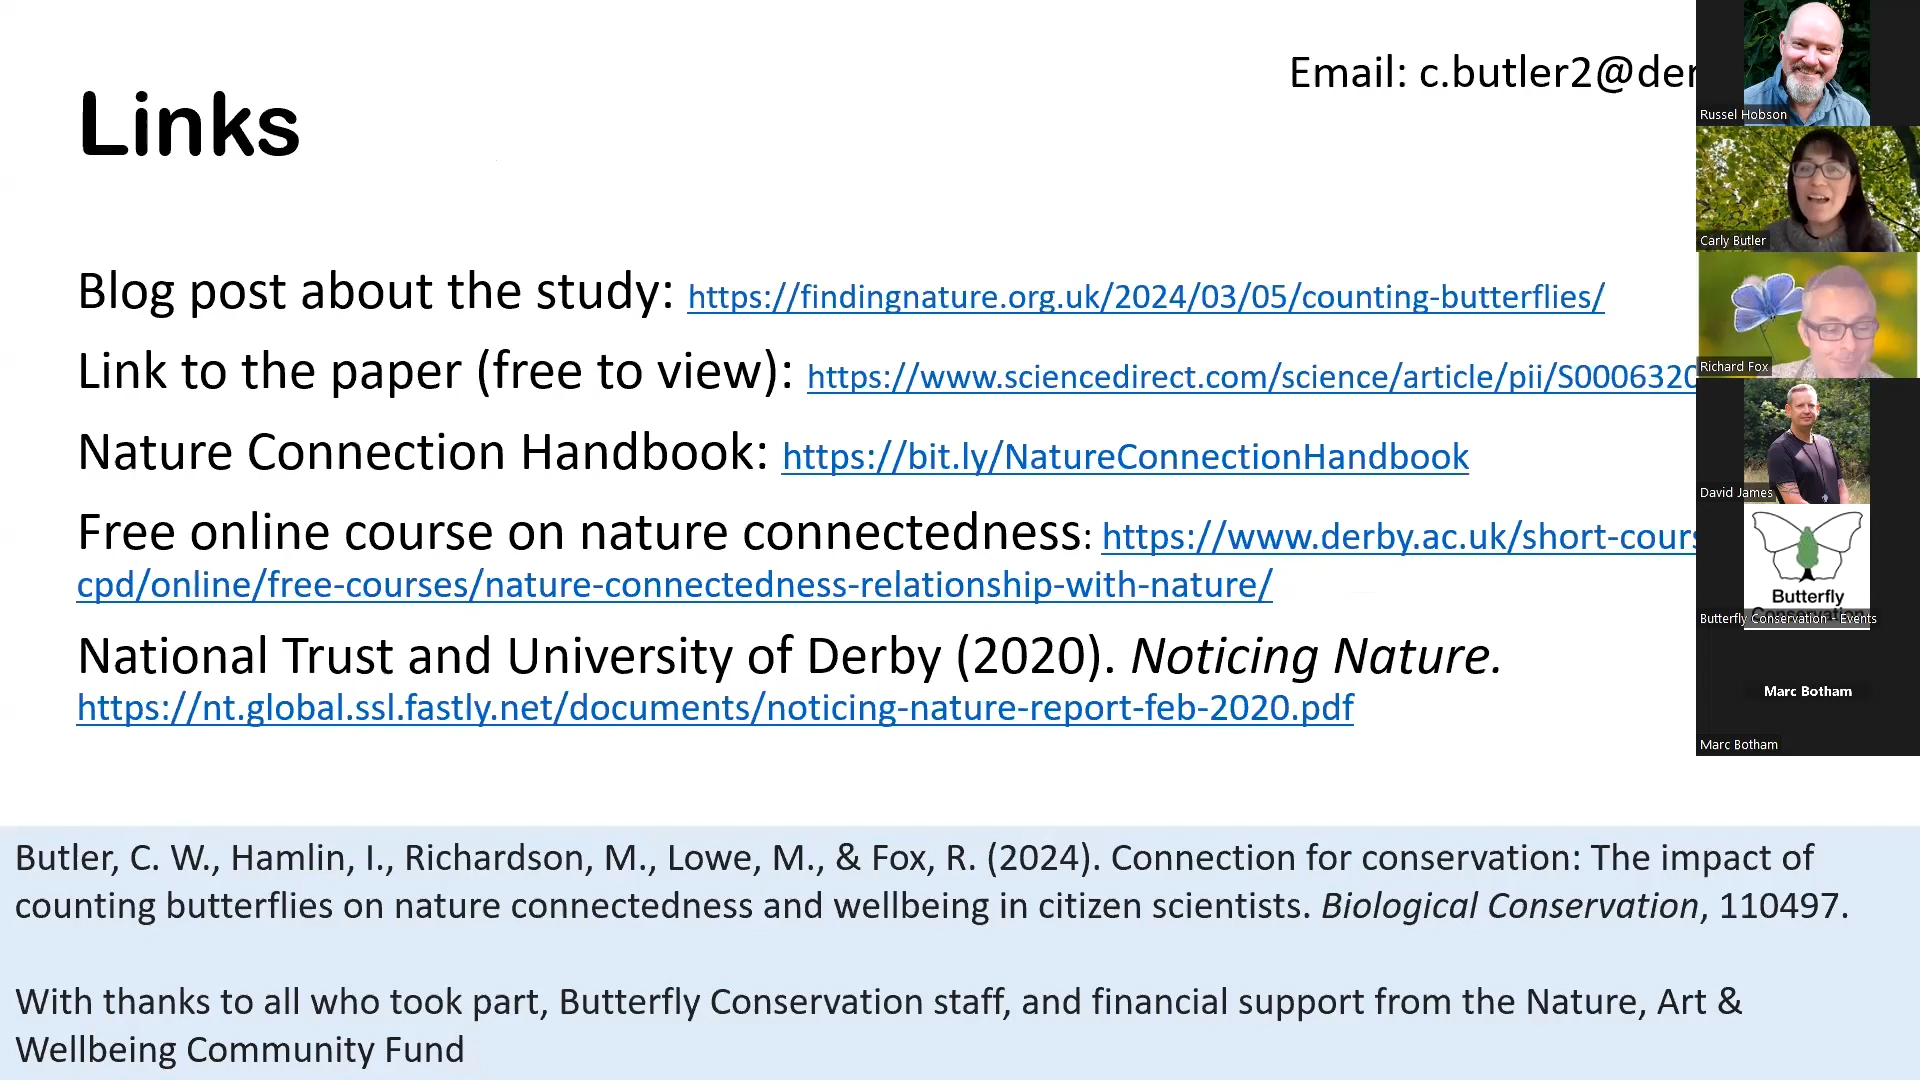 Email: c.butler2@der
Links
Blog post about the study: https://findingnature.org.uk/2024/03/05/counting-butterflies/
Link to the paper (free to view): https://www.sciencedirect.com/science/article/pii/S0006320
Nature Connection Handbook: https://bit.ly/NatureConnectionHandbook
Free online course on nature connectedness: https://www.derby.ac.uk/short-cours
cpd/online/free-courses/nature-connectedness-relationship-with-nature/
National Trust and University of Derby (2020). Noticing Nature.
https://nt.global.ssl.fastly.net/documents/noticing-nature-report-feb-2020.pdf
Butler, C. W., Hamlin, I., Richardson, M., Lowe, M., & Fox, R. (2024). Connection for conservation: The impact of
counting butterflies on nature connectedness and wellbeing in citizen scientists. Biological Conservation, 110497.
With thanks to all who took part, Butterfly Conservation staff, and financial support from the Nature, Art &
Wellbeing Community Fund
Russel Hobson
Carly Butler
Richard Fox
David James
Butterfly
Conservation
Butterfly Conservation - Events
Marc Botham
Marc Botham